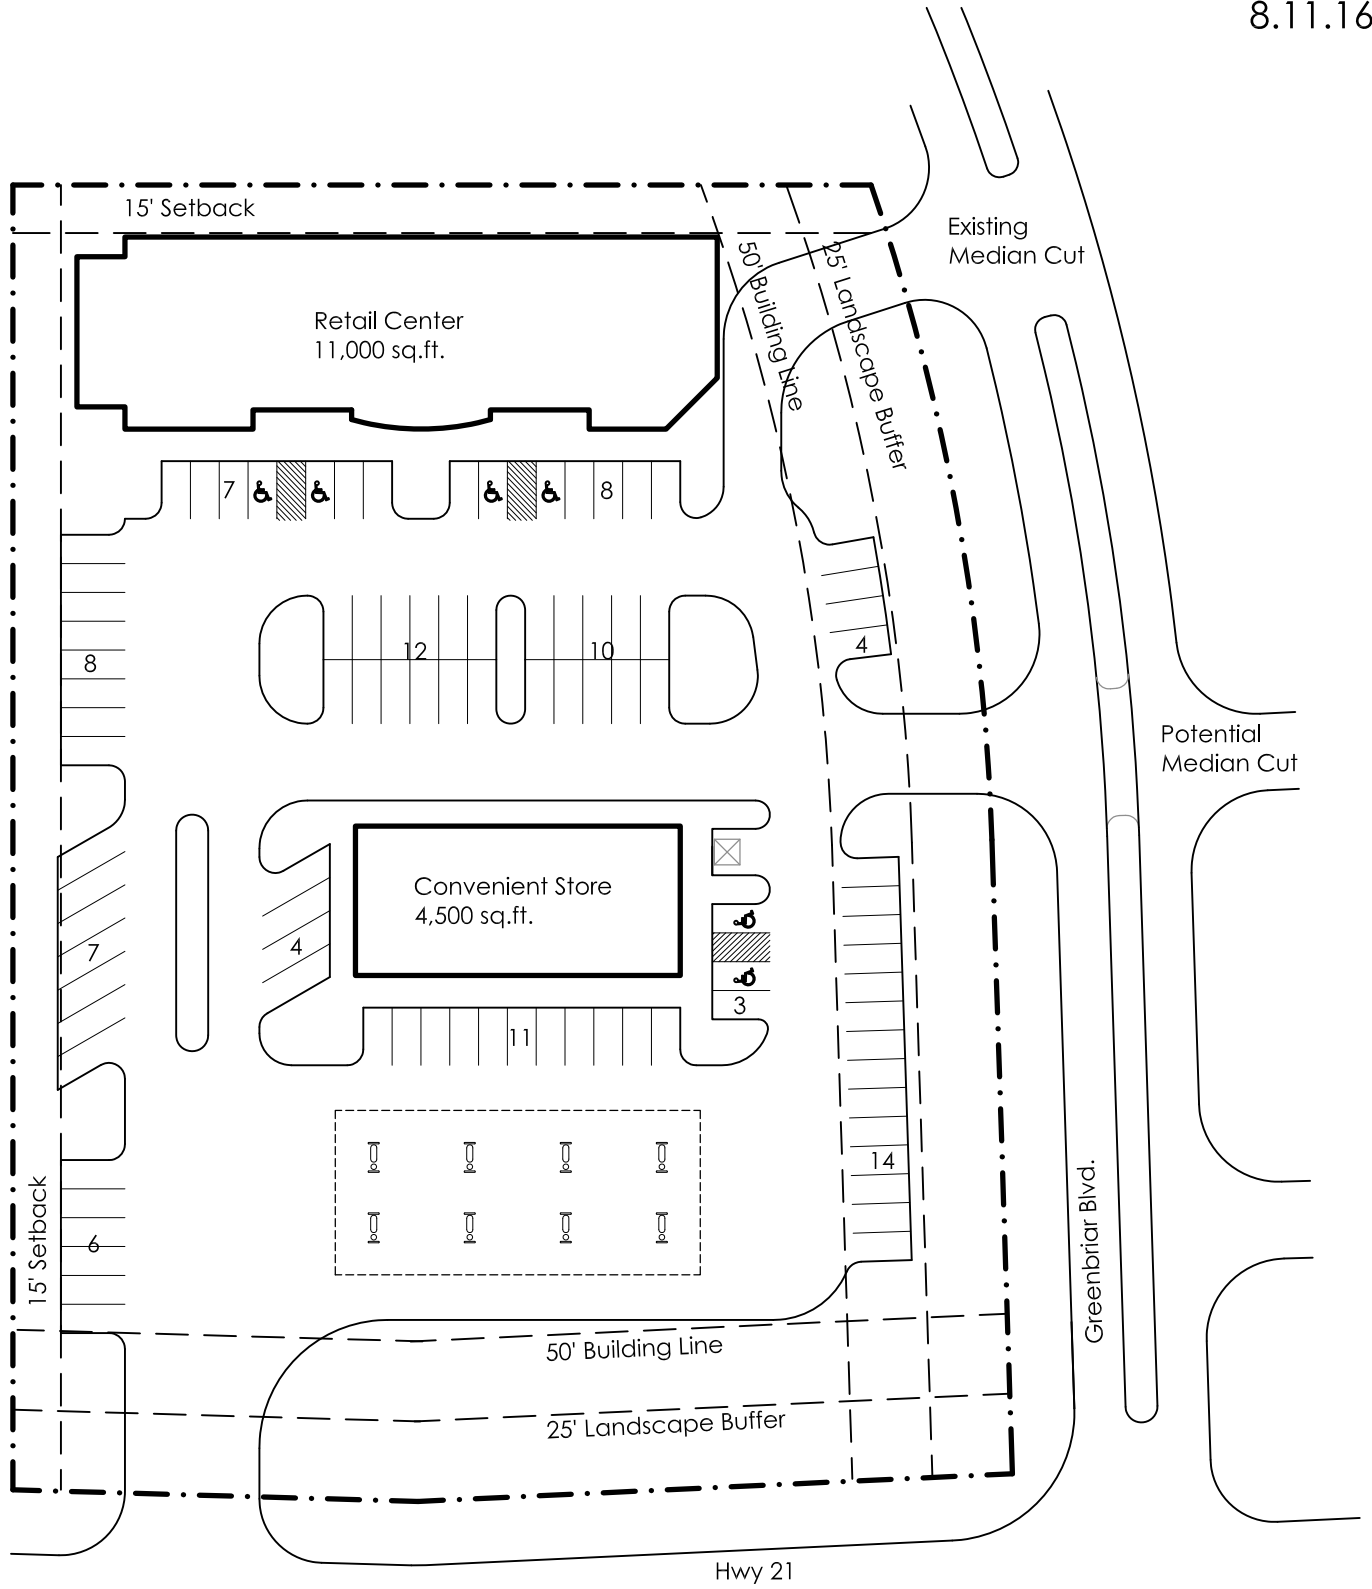 8.11.16
15' Setback
Existing
Median Cut
50' Building Line
25' Landscape Buffer
Retail Center
11,000 sq.ft.
7
8
12
10
4
8
Potential
Median Cut
Convenient Store
4,500 sq.ft.
7
4
3
11
14
15' Setback
6
Greenbriar Blvd.
50' Building Line
25' Landscape Buffer
Hwy 21